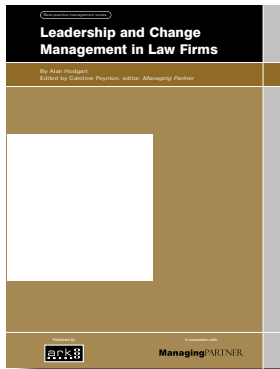 Best practice management series
Leadership and Change
Management in Law Firms
By Alan Hodgart
Edited by Caroline Poynton, editor, Managing Partner
Published by
In association with
ark
ManagingPARTNER